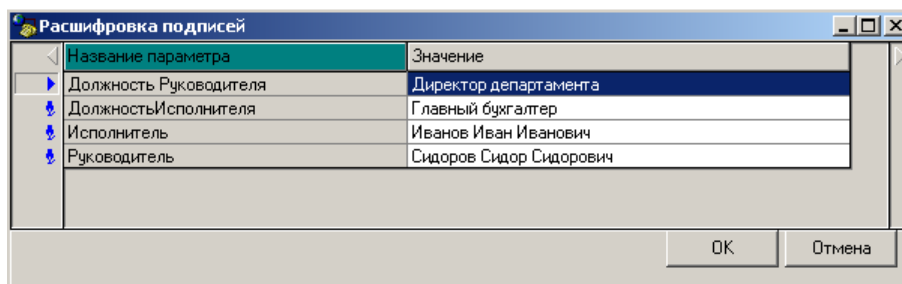 Расшифровка подписей
Название параметра Значение
Должность Руководителя Директор департамента
ДолжностьИсполнителя Главный бухгалтер
Исполнитель Иванов Иван Иванович
Руководитель Сидоров Сидор Сидорович
OK Отмена